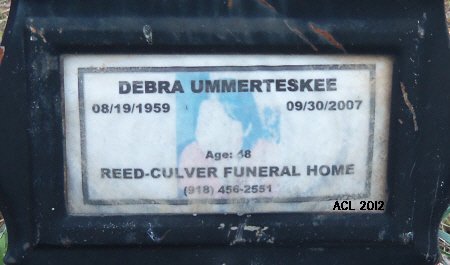 DEBRA UMMERTESKEE
08/19/1959 09/30/2007
Age: 48
REED-CULVER FUNERAL HOME
(918) 456-2551
ACL 2012